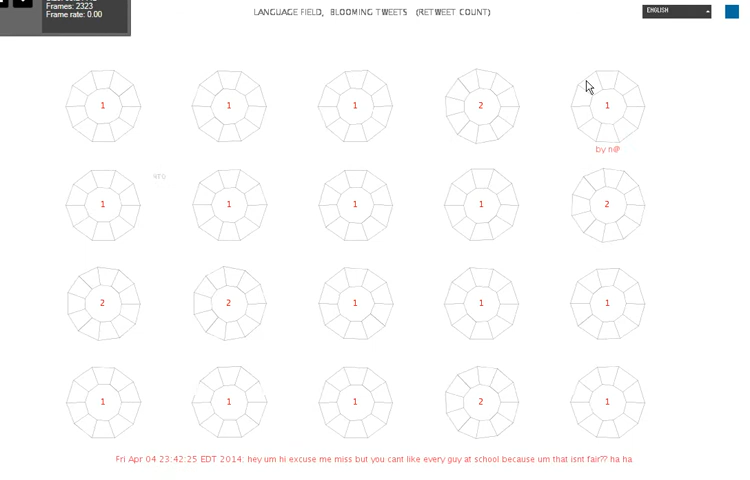 Frames: 2323
Frame rate: 0.00
LANGUAGE FIELD, BLOOMING TWEETS (RETWEET COUNT)
ENGLISH
1 1 1 2 1
by n@
1 1 1 1 2
2 2 1 1 1
1 1 1 2 1
Fri Apr 04 23:42:25 EDT 2014: hey um hi excuse me miss but you cant like every guy at school because um that isnt fair?? ha ha